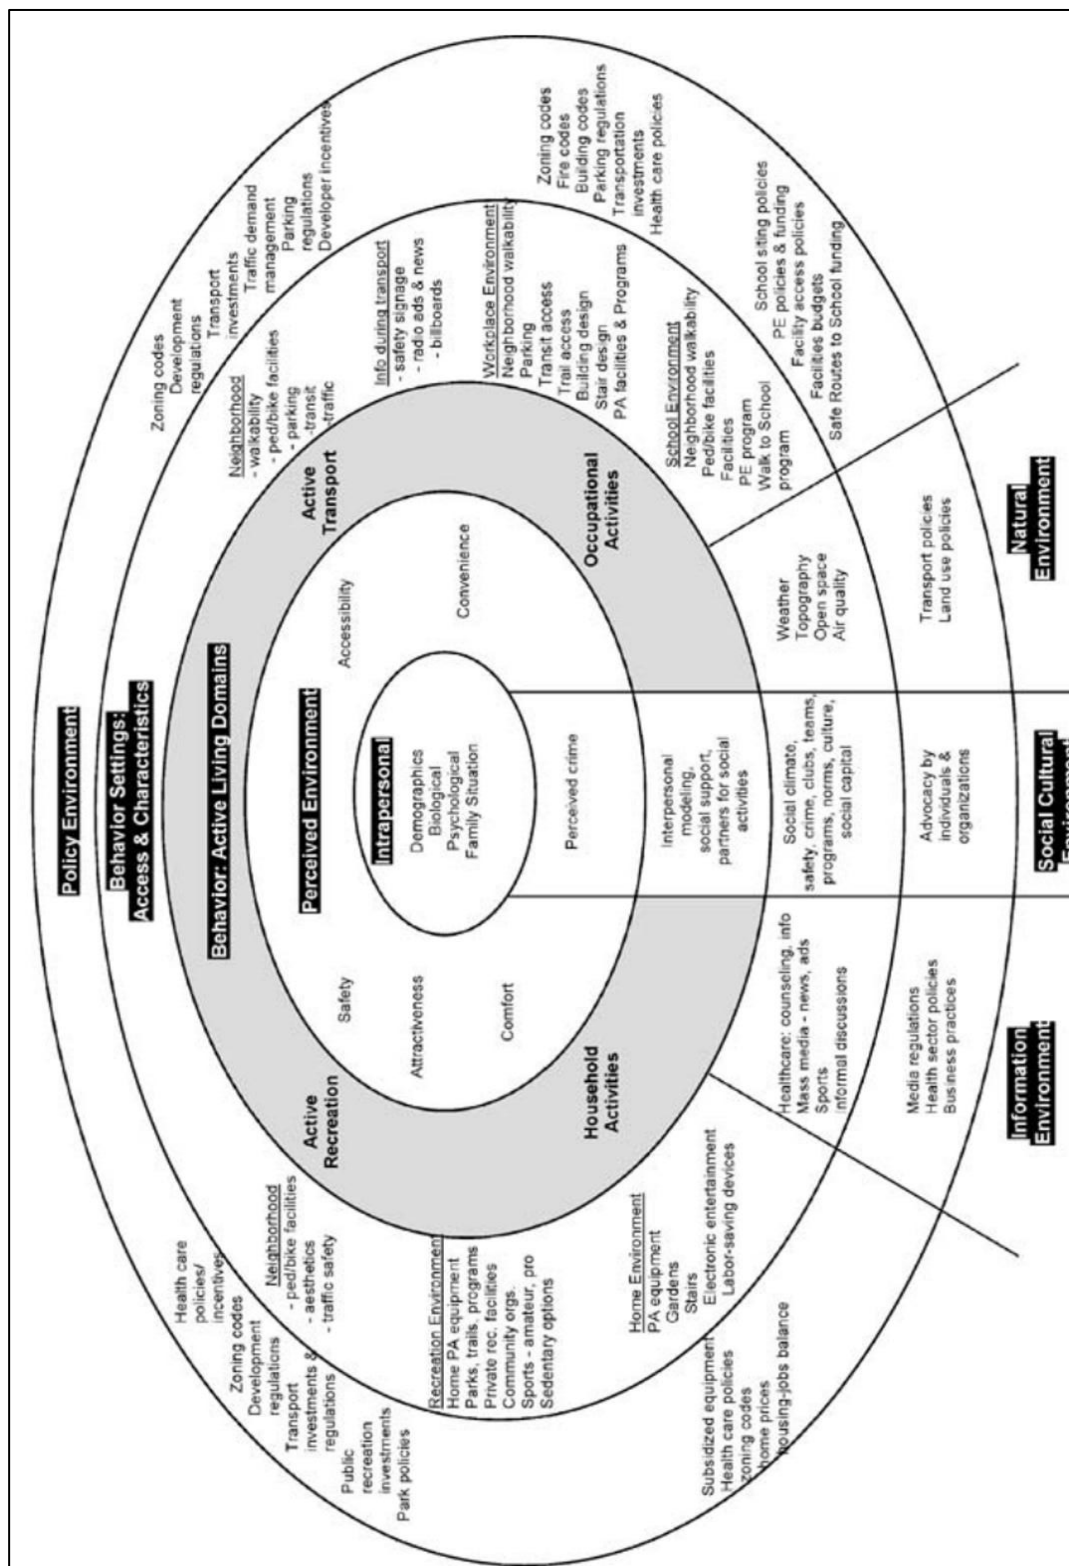 Policy Environment
Behavior Settings:
Access & Characteristics
Behavior: Active Living Domains
Perceived Environment
Intrapersonal
Demographics
Biological
Psychological
Family Situation
Safety
Attractiveness
Comfort
Accessibility
Convenience
Perceived crime
Active
Recreation
Active
Transport
Household
Activities
Occupational
Activities
Health care
policies/
incentives
Zoning codes
Development
regulations
Transport
investments &
regulations
Public
recreation
investments
Park policies
Neighborhood
- ped/bike facilities
- aesthetics
- traffic safety
Recreation Environment
Home PA equipment
Parks, trails, programs
Private rec. facilities
Community orgs.
Sports - amateur, pro
Sedentary options
Home Environment
PA equipment
Gardens
Stairs
Electronic entertainment
Labor-saving devices
Subsidized equipment
Health care policies
zoning codes
home prices
housing-jobs balance
Zoning codes
Development
regulations
Transport
investments
Traffic demand
management
Parking
regulations
Developer incentives
Neighborhood
- walkability
- ped/bike facilities
- parking
-transit
-traffic
Info during transport
- safety signage
- radio ads & news
- billboards
Workplace Environment
Neighborhood walkability
Parking
Transit access
Trail access
Building design
Stair design
PA facilities & Programs
Zoning codes
Fire codes
Building codes
Parking regulations
Transportation
investments
Health care policies
School Environment
Neighborhood walkability
Ped/bike facilities
Facilities
PE program
Walk to School
program
School siting policies
PE policies & funding
Facility access policies
Facilities budgets
Safe Routes to School funding
Healthcare: counseling, info
Mass media - news, ads
Sports
Informal discussions
Media regulations
Health sector policies
Business practices
Information
Environment
Interpersonal
modeling,
social support,
partners for social
activities
Social climate,
safety, crime, clubs, teams,
programs, norms, culture,
social capital
Advocacy by
individuals &
organizations
Social Cultural
Environment
Weather
Topography
Open space
Air quality
Transport policies
Land use policies
Natural
Environment